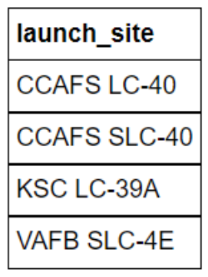 launch_site
CCAFS LC-40
CCAFS SLC-40
KSC LC-39A
VAFB SLC-4E